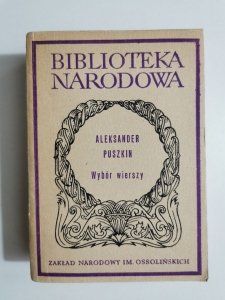 BIBLIOTEKA
NARODOWA
ALEKSANDER
PUSZKIN
Wybór wierszy
ZAKŁAD NARODOWY IM. OSSOLIŃSKICH